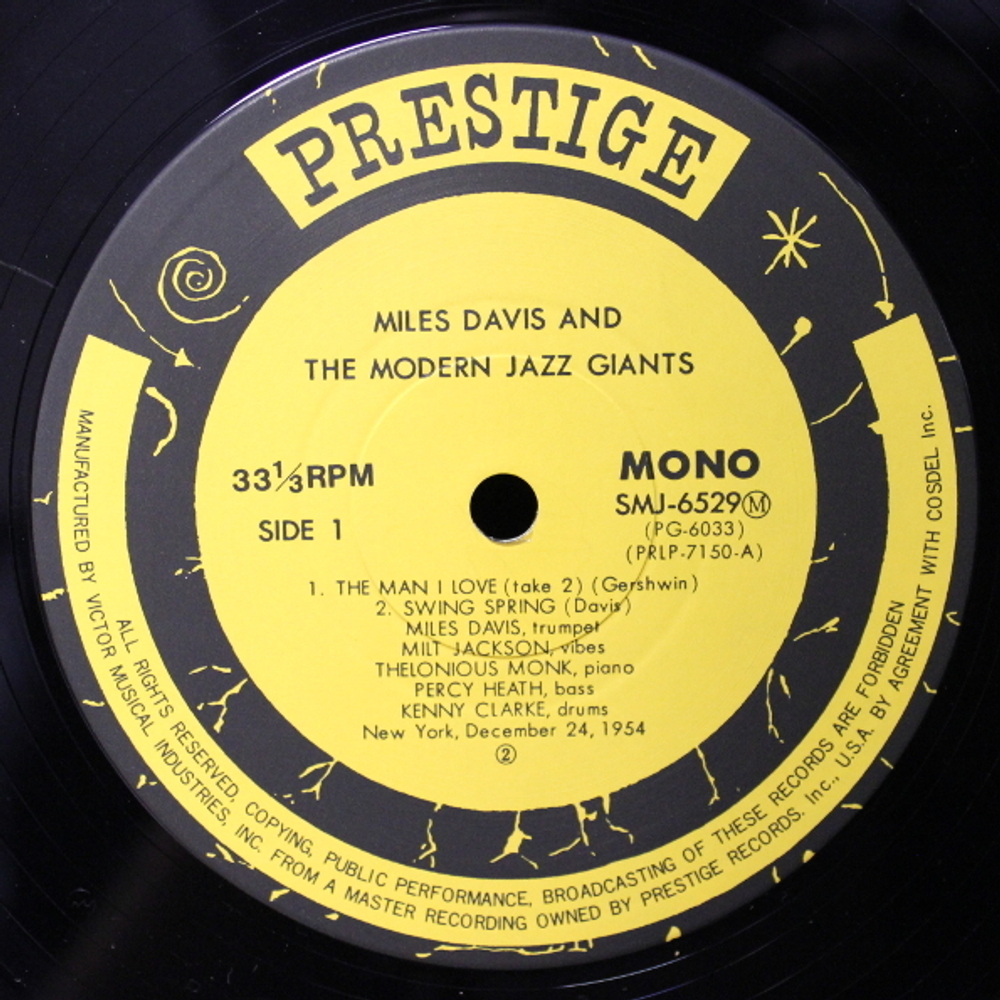 PRESTIGE
MILES DAVIS AND
THE MODERN JAZZ GIANTS
33⅓RPM
SIDE 1
MONO
SMJ-6529Ⓜ
(PG-6033)
(PRLP-7150-A)
1. THE MAN I LOVE (take 2) (Gershwin)
2. SWING SPRING (Davis)
MILES DAVIS, trumpet
MILT JACKSON, vibes
THELONIOUS MONK, piano
PERCY HEATH, bass
KENNY CLARKE, drums
New York, December 24, 1954
②
ALL RIGHTS RESERVED, COPYING, PUBLIC PERFORMANCE, BROADCASTING OF THESE RECORDS ARE FORBIDDEN
MANUFACTURED BY VICTOR MUSICAL INDUSTRIES, INC. FROM A MASTER RECORDING OWNED BY PRESTIGE RECORDS. Inc., U.S.A. BY AGREEMENT WITH COSDEL Inc.